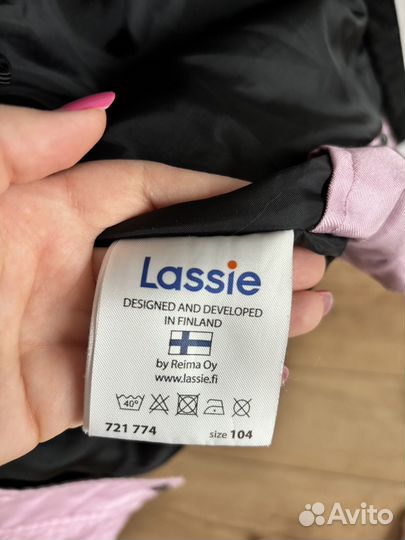 Lassie
DESIGNED AND DEVELOPED
IN FINLAND
by Reima Oy
www.lassie.fi
40°
721 774 size 104
Avito